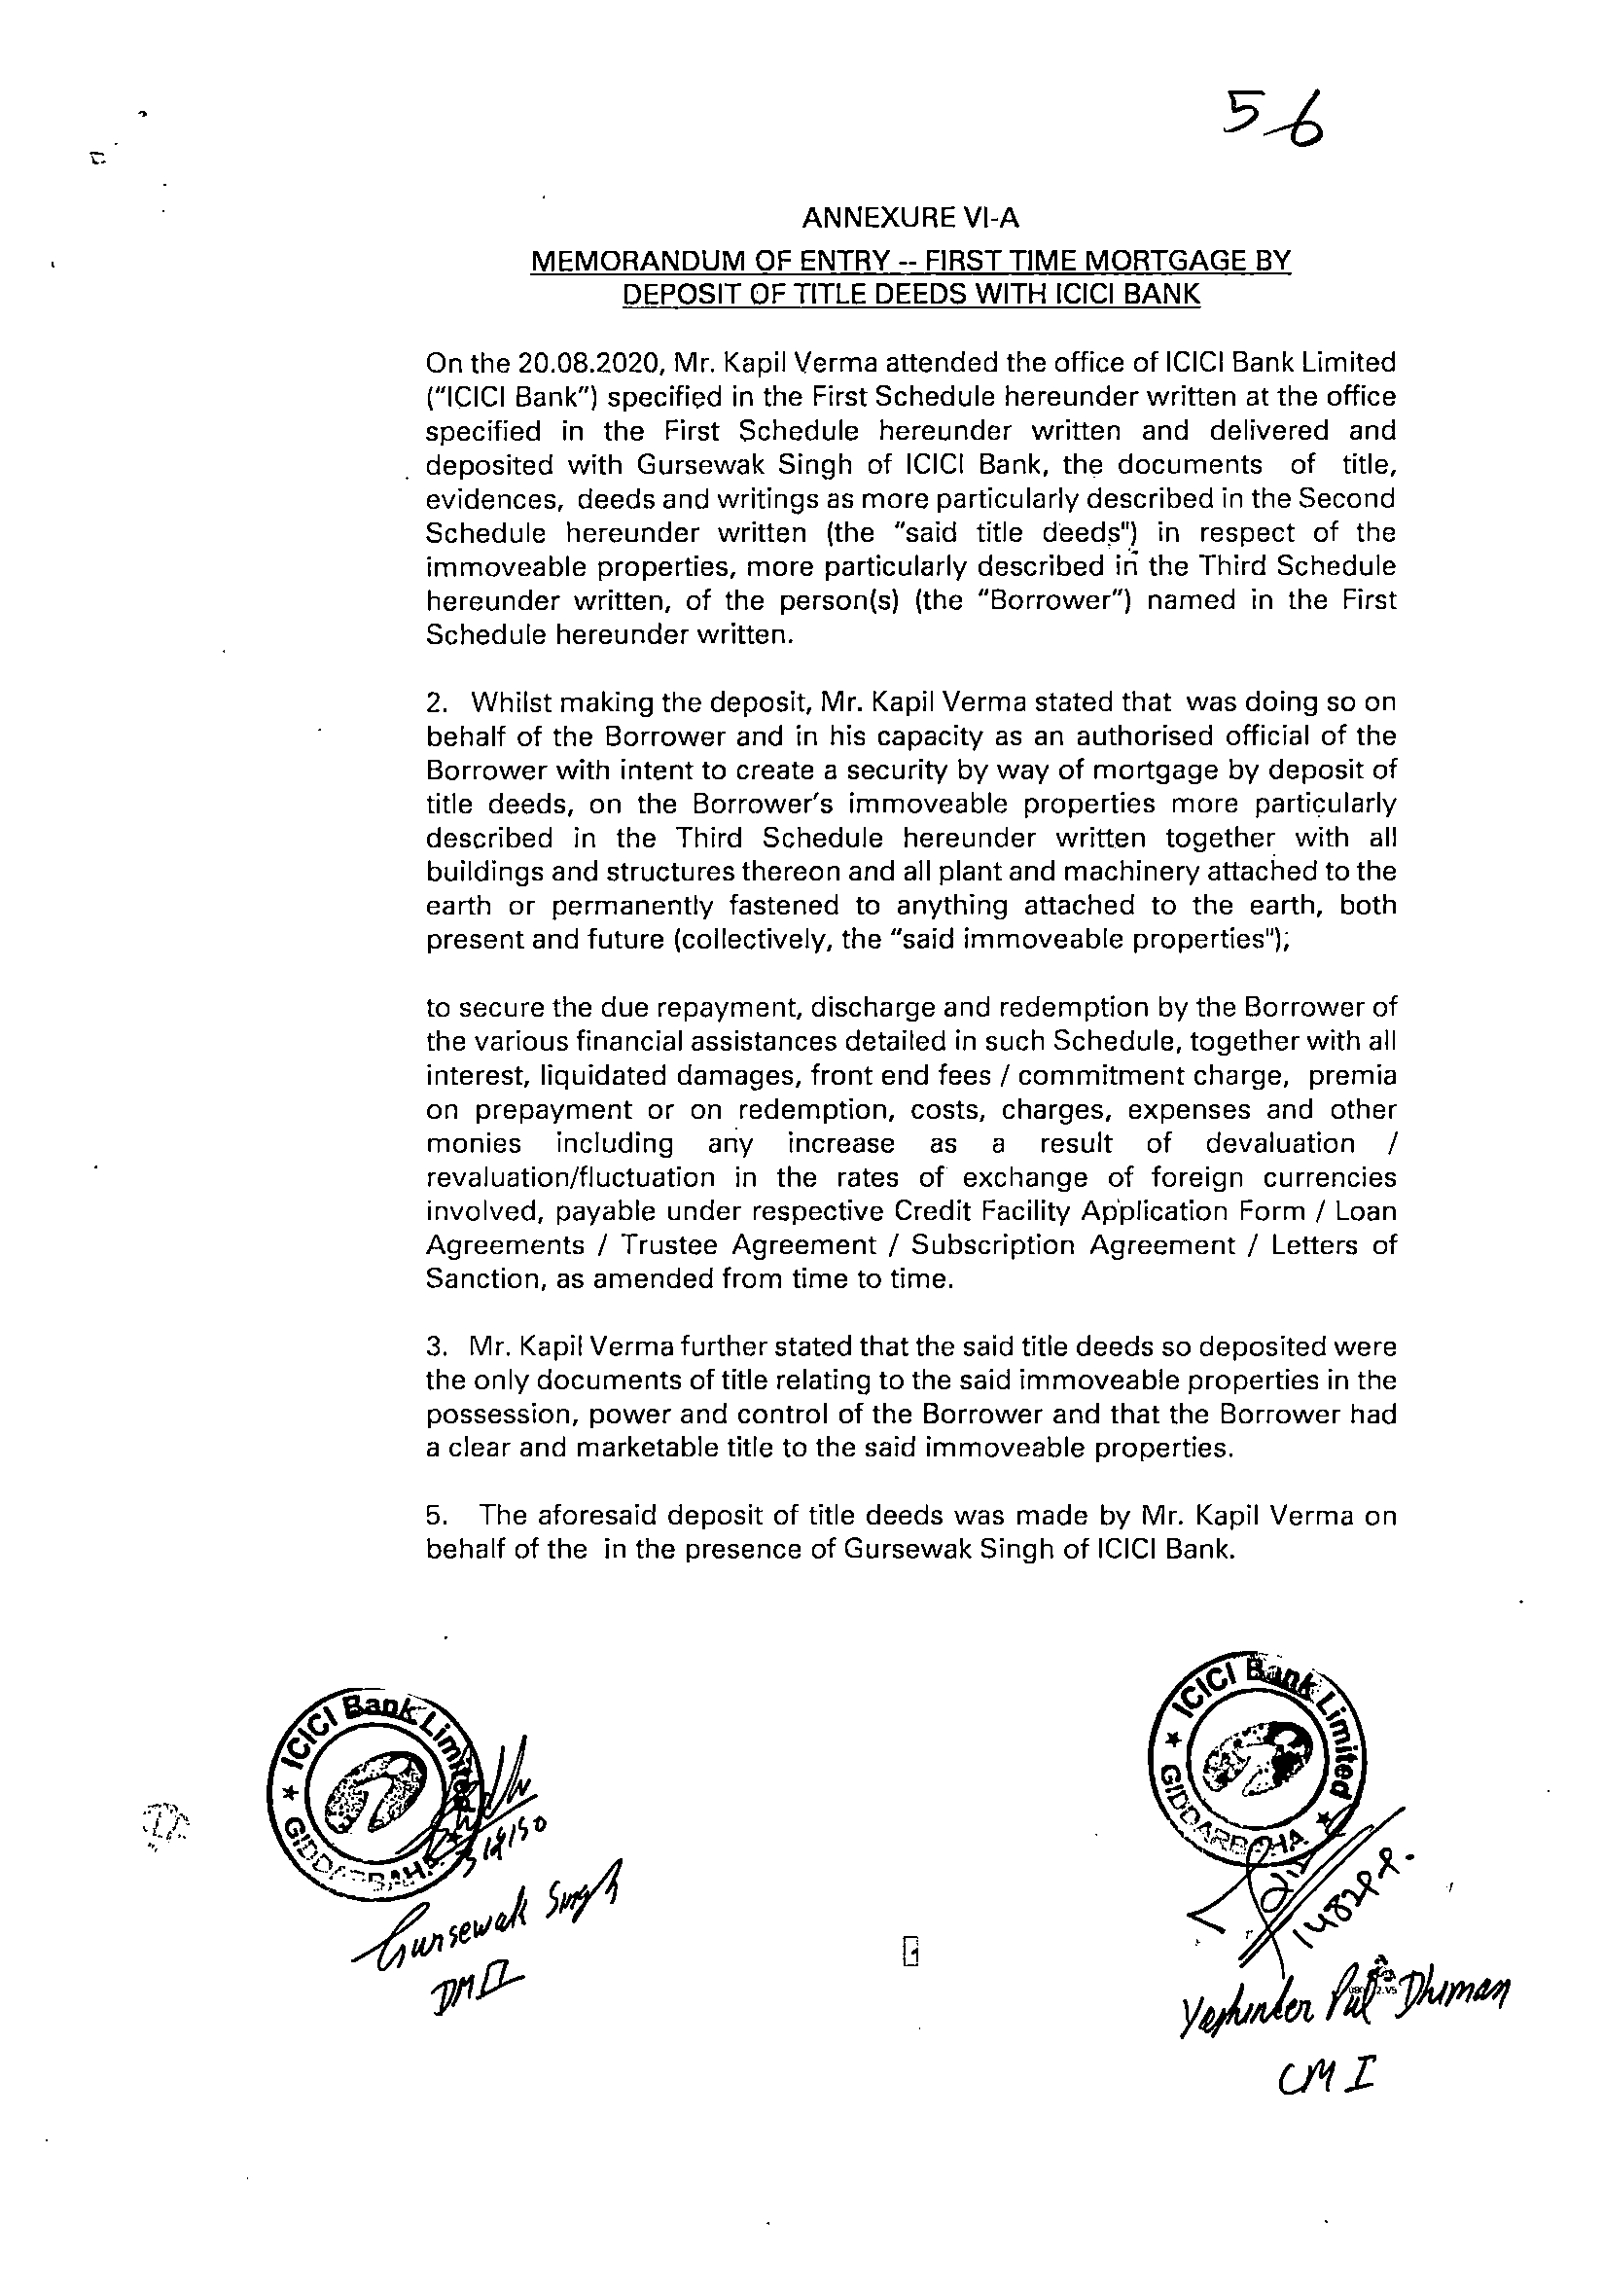 56
ANNEXURE VI-A
MEMORANDUM OF ENTRY -- FIRST TIME MORTGAGE BY
DEPOSIT OF TITLE DEEDS WITH ICICI BANK
On the 20.08.2020, Mr. Kapil Verma attended the office of ICICI Bank Limited
("ICICI Bank") specified in the First Schedule hereunder written at the office
specified in the First Schedule hereunder written and delivered and
deposited with Gursewak Singh of ICICI Bank, the documents of title,
evidences, deeds and writings as more particularly described in the Second
Schedule hereunder written (the "said title deeds") in respect of the
immoveable properties, more particularly described in the Third Schedule
hereunder written, of the person(s) (the "Borrower") named in the First
Schedule hereunder written.
2. Whilst making the deposit, Mr. Kapil Verma stated that was doing so on
behalf of the Borrower and in his capacity as an authorised official of the
Borrower with intent to create a security by way of mortgage by deposit of
title deeds, on the Borrower's immoveable properties more particularly
described in the Third Schedule hereunder written together with all
buildings and structures thereon and all plant and machinery attached to the
earth or permanently fastened to anything attached to the earth, both
present and future (collectively, the "said immoveable properties");
to secure the due repayment, discharge and redemption by the Borrower of
the various financial assistances detailed in such Schedule, together with all
interest, liquidated damages, front end fees / commitment charge, premia
on prepayment or on redemption, costs, charges, expenses and other
monies including any increase as a result of devaluation /
revaluation/fluctuation in the rates of exchange of foreign currencies
involved, payable under respective Credit Facility Application Form / Loan
Agreements / Trustee Agreement / Subscription Agreement / Letters of
Sanction, as amended from time to time.
3. Mr. Kapil Verma further stated that the said title deeds so deposited were
the only documents of title relating to the said immoveable properties in the
possession, power and control of the Borrower and that the Borrower had
a clear and marketable title to the said immoveable properties.
5. The aforesaid deposit of title deeds was made by Mr. Kapil Verma on
behalf of the in the presence of Gursewak Singh of ICICI Bank.
ICICI Bank Limited
GIDDARBAHA
Gursewak Singh
DM II
ICICI Bank Limited
GIDDARBAHA
Dhiman
CM I